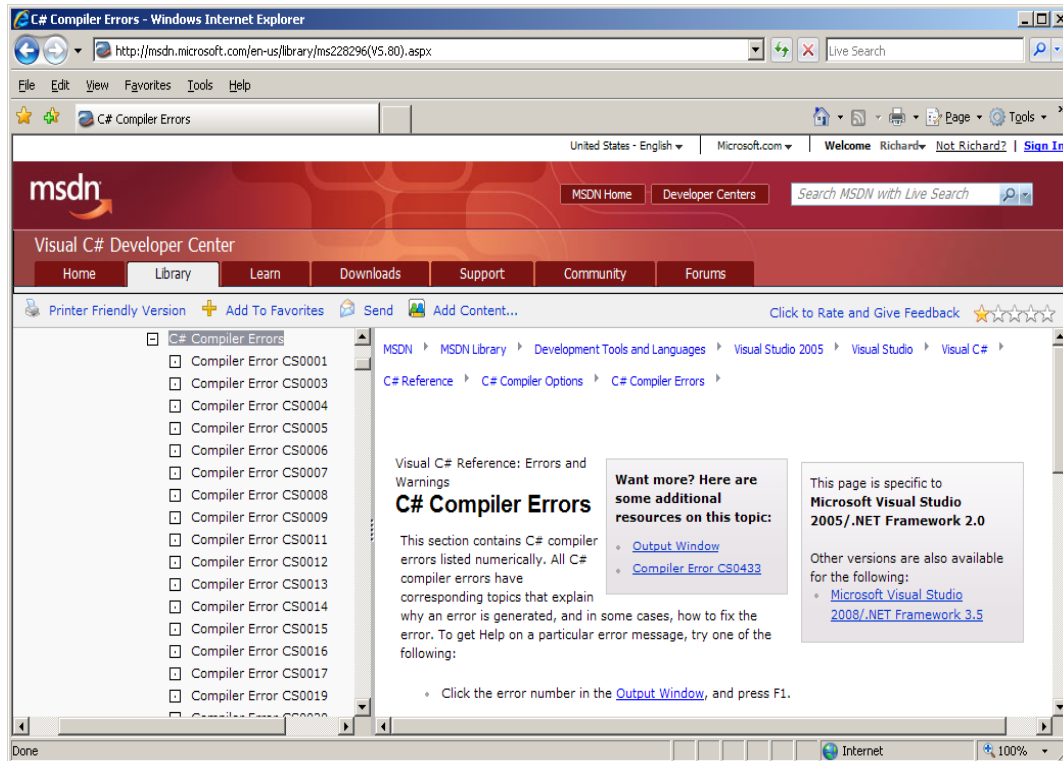 C# Compiler Errors - Windows Internet Explorer
http://msdn.microsoft.com/en-us/library/ms228296(VS.80).aspx
Live Search
File Edit View Favorites Tools Help
C# Compiler Errors
Page Tools
United States - English Microsoft.com Welcome Richard Not Richard? | Sign In
msdn
MSDN Home Developer Centers Search MSDN with Live Search
Visual C# Developer Center
Home Library Learn Downloads Support Community Forums
Printer Friendly Version Add To Favorites Send Add Content... Click to Rate and Give Feedback
C# Compiler Errors
Compiler Error CS0001
Compiler Error CS0003
Compiler Error CS0004
Compiler Error CS0005
Compiler Error CS0006
Compiler Error CS0007
Compiler Error CS0008
Compiler Error CS0009
Compiler Error CS0011
Compiler Error CS0012
Compiler Error CS0013
Compiler Error CS0014
Compiler Error CS0015
Compiler Error CS0016
Compiler Error CS0017
Compiler Error CS0019
Compiler Error CS0020
MSDN MSDN Library Development Tools and Languages Visual Studio 2005 Visual Studio Visual C#
C# Reference C# Compiler Options C# Compiler Errors
Visual C# Reference: Errors and
Warnings
C# Compiler Errors
This section contains C# compiler
errors listed numerically. All C#
compiler errors have
corresponding topics that explain
why an error is generated, and in some cases, how to fix the
error. To get Help on a particular error message, try one of the
following:
Click the error number in the Output Window, and press F1.
Want more? Here are
some additional
resources on this topic:
Output Window
Compiler Error CS0433
This page is specific to
Microsoft Visual Studio
2005/.NET Framework 2.0
Other versions are also available
for the following:
Microsoft Visual Studio
2008/.NET Framework 3.5
Done Internet 100%